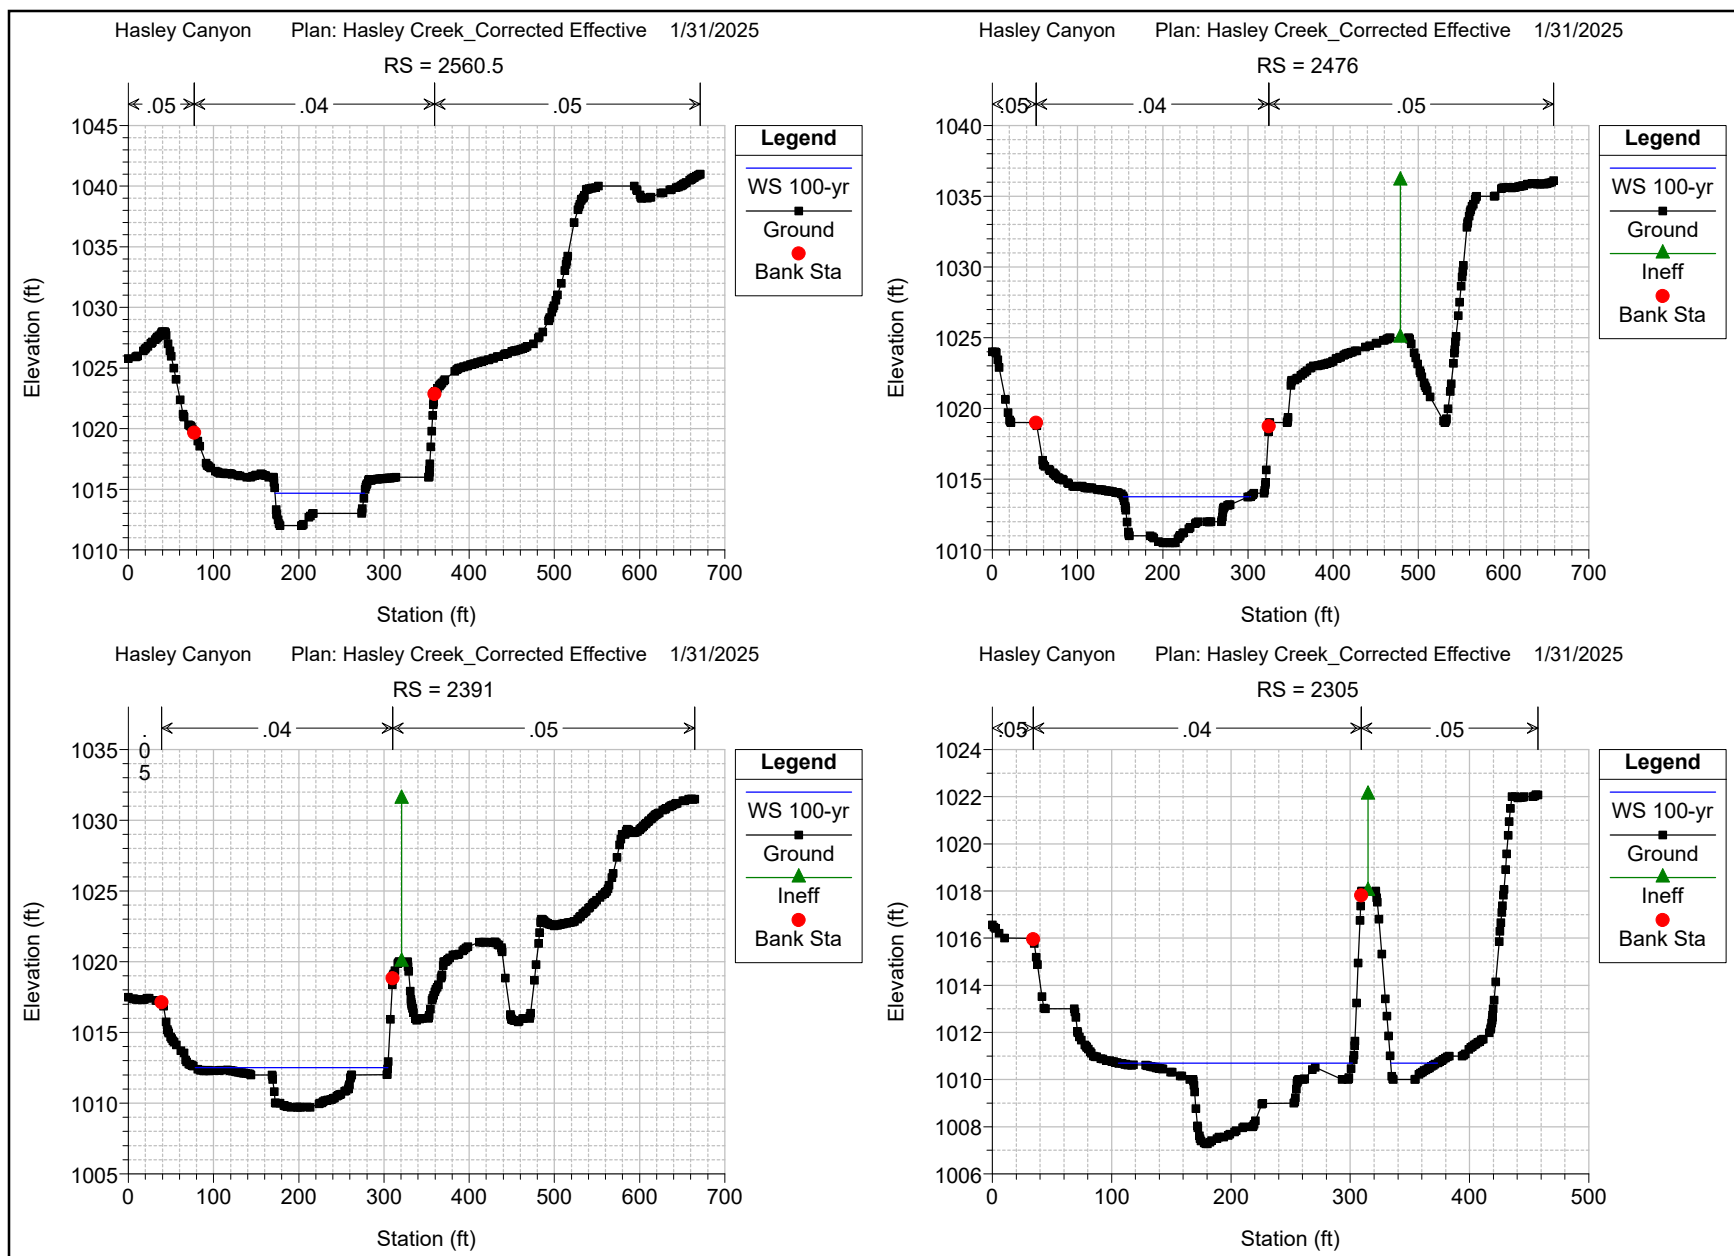 Hasley Canyon Plan: Hasley Creek_Corrected Effective 1/31/2025
RS = 2560.5
.05 .04 .05
1045
1040
1035
1030
1025
1020
1015
1010
Elevation (ft)
0 100 200 300 400 500 600 700
Station (ft)
Legend
WS 100-yr
Ground
Bank Sta
Hasley Canyon Plan: Hasley Creek_Corrected Effective 1/31/2025
RS = 2476
.05 .04 .05
1040
1035
1030
1025
1020
1015
1010
Elevation (ft)
0 100 200 300 400 500 600 700
Station (ft)
Legend
WS 100-yr
Ground
Ineff
Bank Sta
Hasley Canyon Plan: Hasley Creek_Corrected Effective 1/31/2025
RS = 2391
.05 .04 .05
1035
1030
1025
1020
1015
1010
1005
Elevation (ft)
0 100 200 300 400 500 600 700
Station (ft)
Legend
WS 100-yr
Ground
Ineff
Bank Sta
Hasley Canyon Plan: Hasley Creek_Corrected Effective 1/31/2025
RS = 2305
.05 .04 .05
1024
1022
1020
1018
1016
1014
1012
1010
1008
1006
Elevation (ft)
0 100 200 300 400 500
Station (ft)
Legend
WS 100-yr
Ground
Ineff
Bank Sta